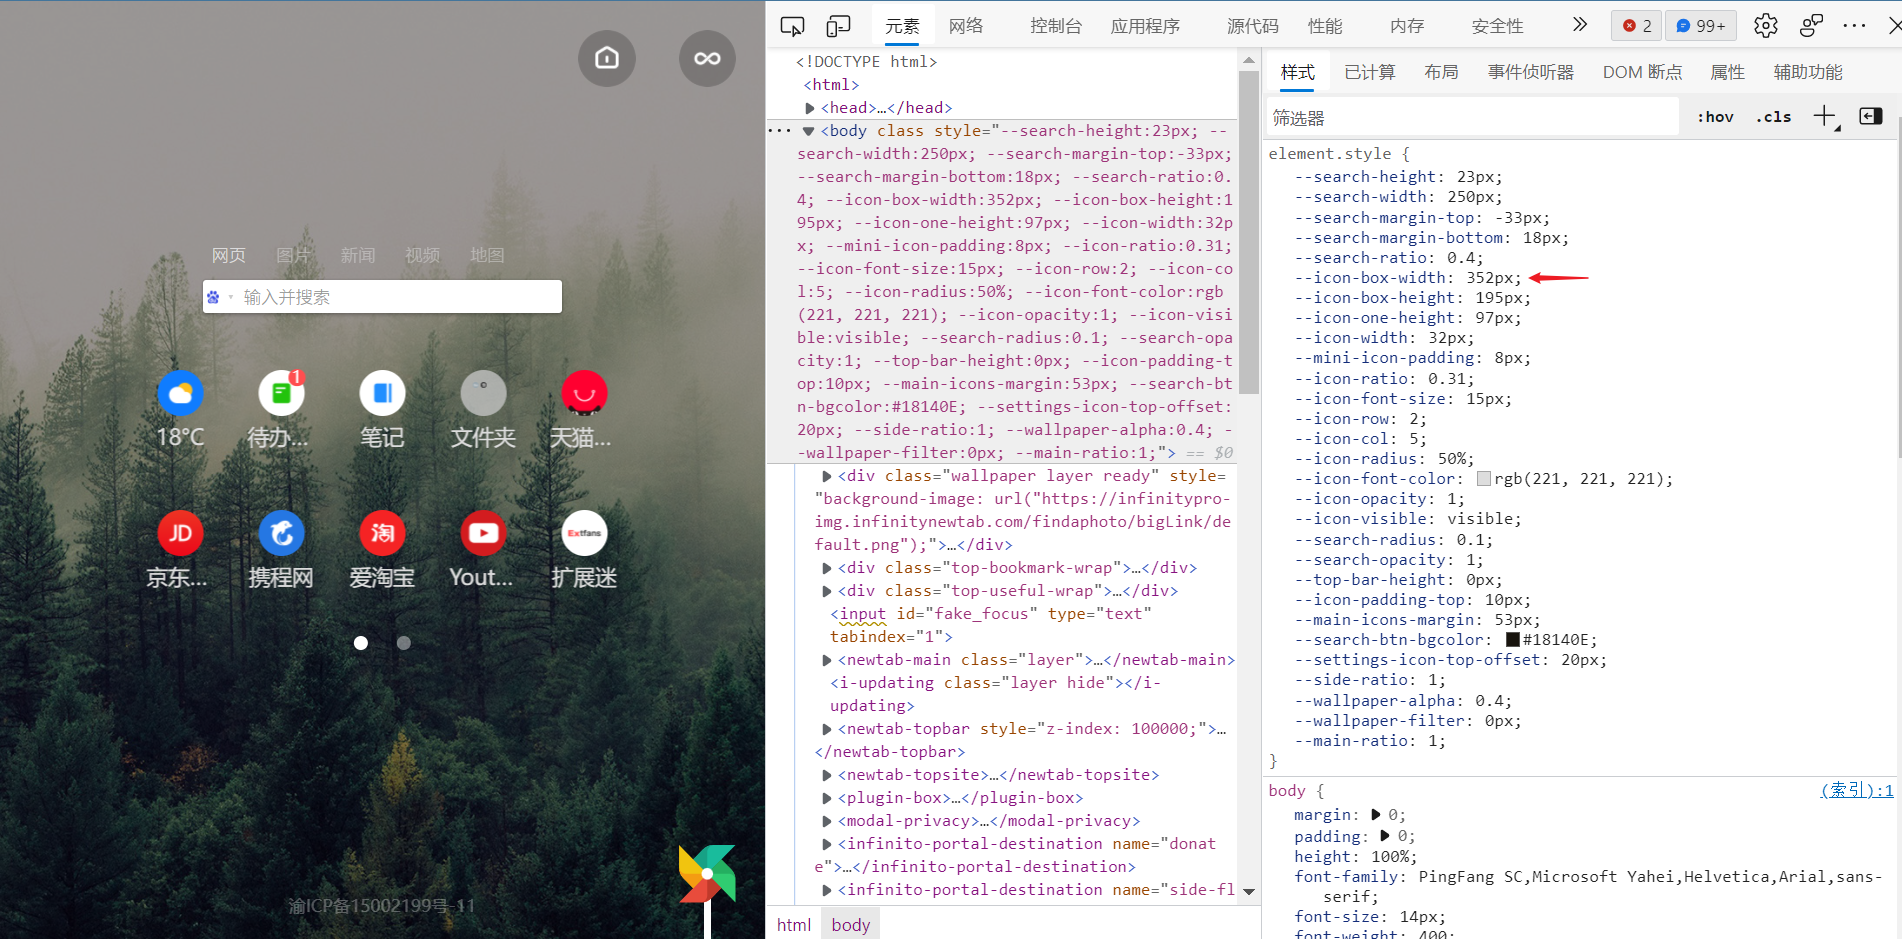 网页 图片 新闻 视频 地图
输入并搜索
1
18°C 待办... 笔记 文件夹 天猫...
JD 淘 Extfans
京东... 携程网 爱淘宝 Yout... 扩展迷
渝ICP备15002199号-11
元素 网络 控制台 应用程序 源代码 性能 内存 安全性 2 99+
<!DOCTYPE html>
<html>
<head>…</head>
<body class style="--search-height:23px; --
search-width:250px; --search-margin-top:-33px;
--search-margin-bottom:18px; --search-ratio:0.
4; --icon-box-width:352px; --icon-box-height:1
95px; --icon-one-height:97px; --icon-width:32p
x; --mini-icon-padding:8px; --icon-ratio:0.31;
--icon-font-size:15px; --icon-row:2; --icon-co
l:5; --icon-radius:50%; --icon-font-color:rgb
(221, 221, 221); --icon-opacity:1; --icon-visi
ble:visible; --search-radius:0.1; --search-opa
city:1; --top-bar-height:0px; --icon-padding-t
op:10px; --main-icons-margin:53px; --search-bt
n-bgcolor:#18140E; --settings-icon-top-offset:
20px; --side-ratio:1; --wallpaper-alpha:0.4; -
-wallpaper-filter:0px; --main-ratio:1;"> == $0
<div class="wallpaper layer ready" style=
"background-image: url("https://infinitypro-
img.infinitynewtab.com/findaphoto/bigLink/de
fault.png");">…</div>
<div class="top-bookmark-wrap">…</div>
<div class="top-useful-wrap">…</div>
<input id="fake_focus" type="text"
tabindex="1">
<newtab-main class="layer">…</newtab-main>
<i-updating class="layer hide"></i-
updating>
<newtab-topbar style="z-index: 100000;">…
</newtab-topbar>
<newtab-topsite>…</newtab-topsite>
<plugin-box>…</plugin-box>
<modal-privacy>…</modal-privacy>
<infinito-portal-destination name="donat
e">…</infinito-portal-destination>
<infinito-portal-destination name="side-fl
html body
样式 已计算 布局 事件侦听器 DOM 断点 属性 辅助功能
筛选器 :hov .cls
element.style {
--search-height: 23px;
--search-width: 250px;
--search-margin-top: -33px;
--search-margin-bottom: 18px;
--search-ratio: 0.4;
--icon-box-width: 352px;
--icon-box-height: 195px;
--icon-one-height: 97px;
--icon-width: 32px;
--mini-icon-padding: 8px;
--icon-ratio: 0.31;
--icon-font-size: 15px;
--icon-row: 2;
--icon-col: 5;
--icon-radius: 50%;
--icon-font-color: rgb(221, 221, 221);
--icon-opacity: 1;
--icon-visible: visible;
--search-radius: 0.1;
--search-opacity: 1;
--top-bar-height: 0px;
--icon-padding-top: 10px;
--main-icons-margin: 53px;
--search-btn-bgcolor: #18140E;
--settings-icon-top-offset: 20px;
--side-ratio: 1;
--wallpaper-alpha: 0.4;
--wallpaper-filter: 0px;
--main-ratio: 1;
}
body { (索引):1
margin: 0;
padding: 0;
height: 100%;
font-family: PingFang SC,Microsoft Yahei,Helvetica,Arial,sans-
serif;
font-size: 14px;
font-weight: 400;